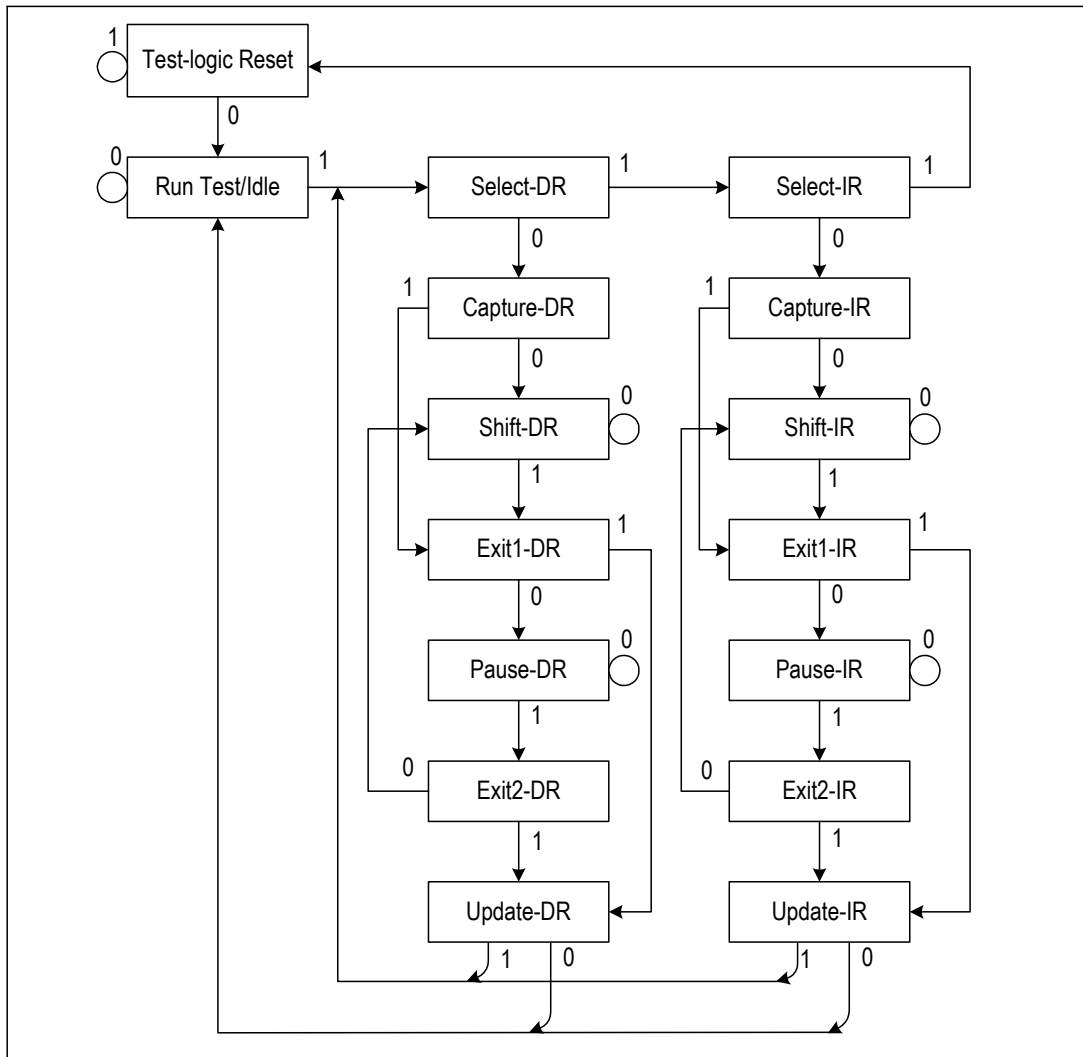 1
Test-logic Reset
0
0
Run Test/Idle
1
Select-DR
1
Select-IR
1
0
0
1
Capture-DR
1
Capture-IR
0
0
0
0
Shift-DR
Shift-IR
1
1
Exit1-DR
1
Exit1-IR
1
0
0
0
0
Pause-DR
Pause-IR
1
1
0
Exit2-DR
0
Exit2-IR
1
1
Update-DR
Update-IR
1
0
1
0